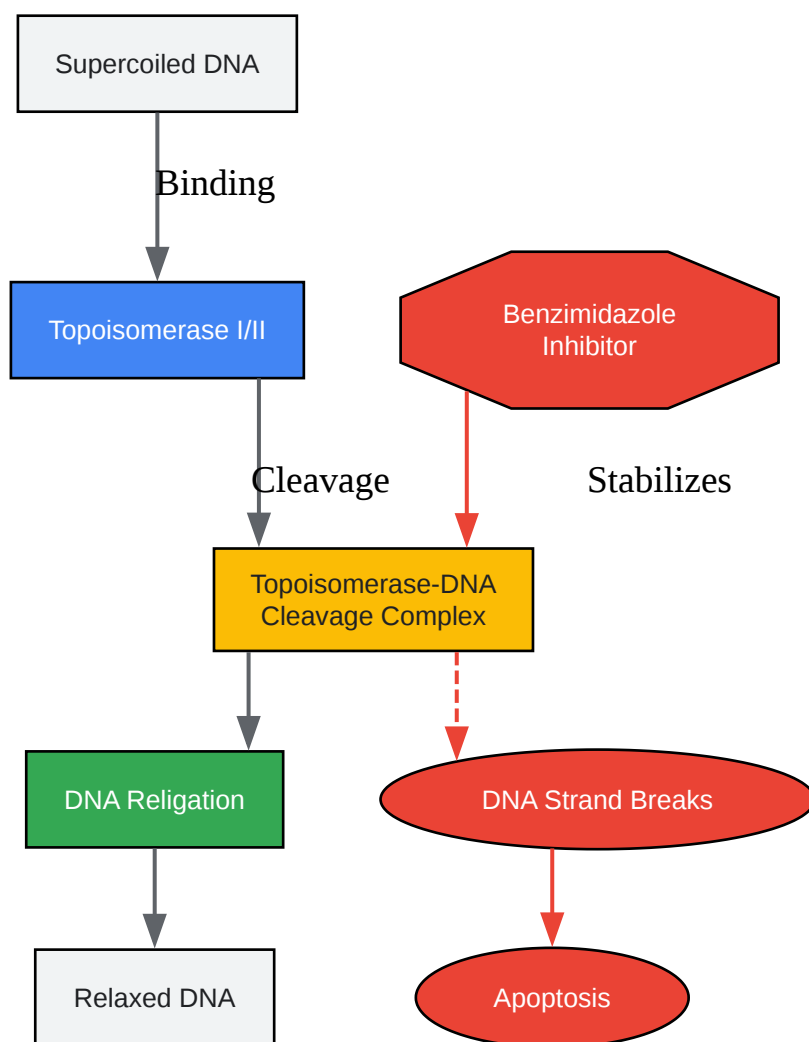 Supercoiled DNA
Binding
Topoisomerase I/II
Benzimidazole
Inhibitor
Cleavage
Stabilizes
Topoisomerase-DNA
Cleavage Complex
DNA Religation
DNA Strand Breaks
Relaxed DNA
Apoptosis